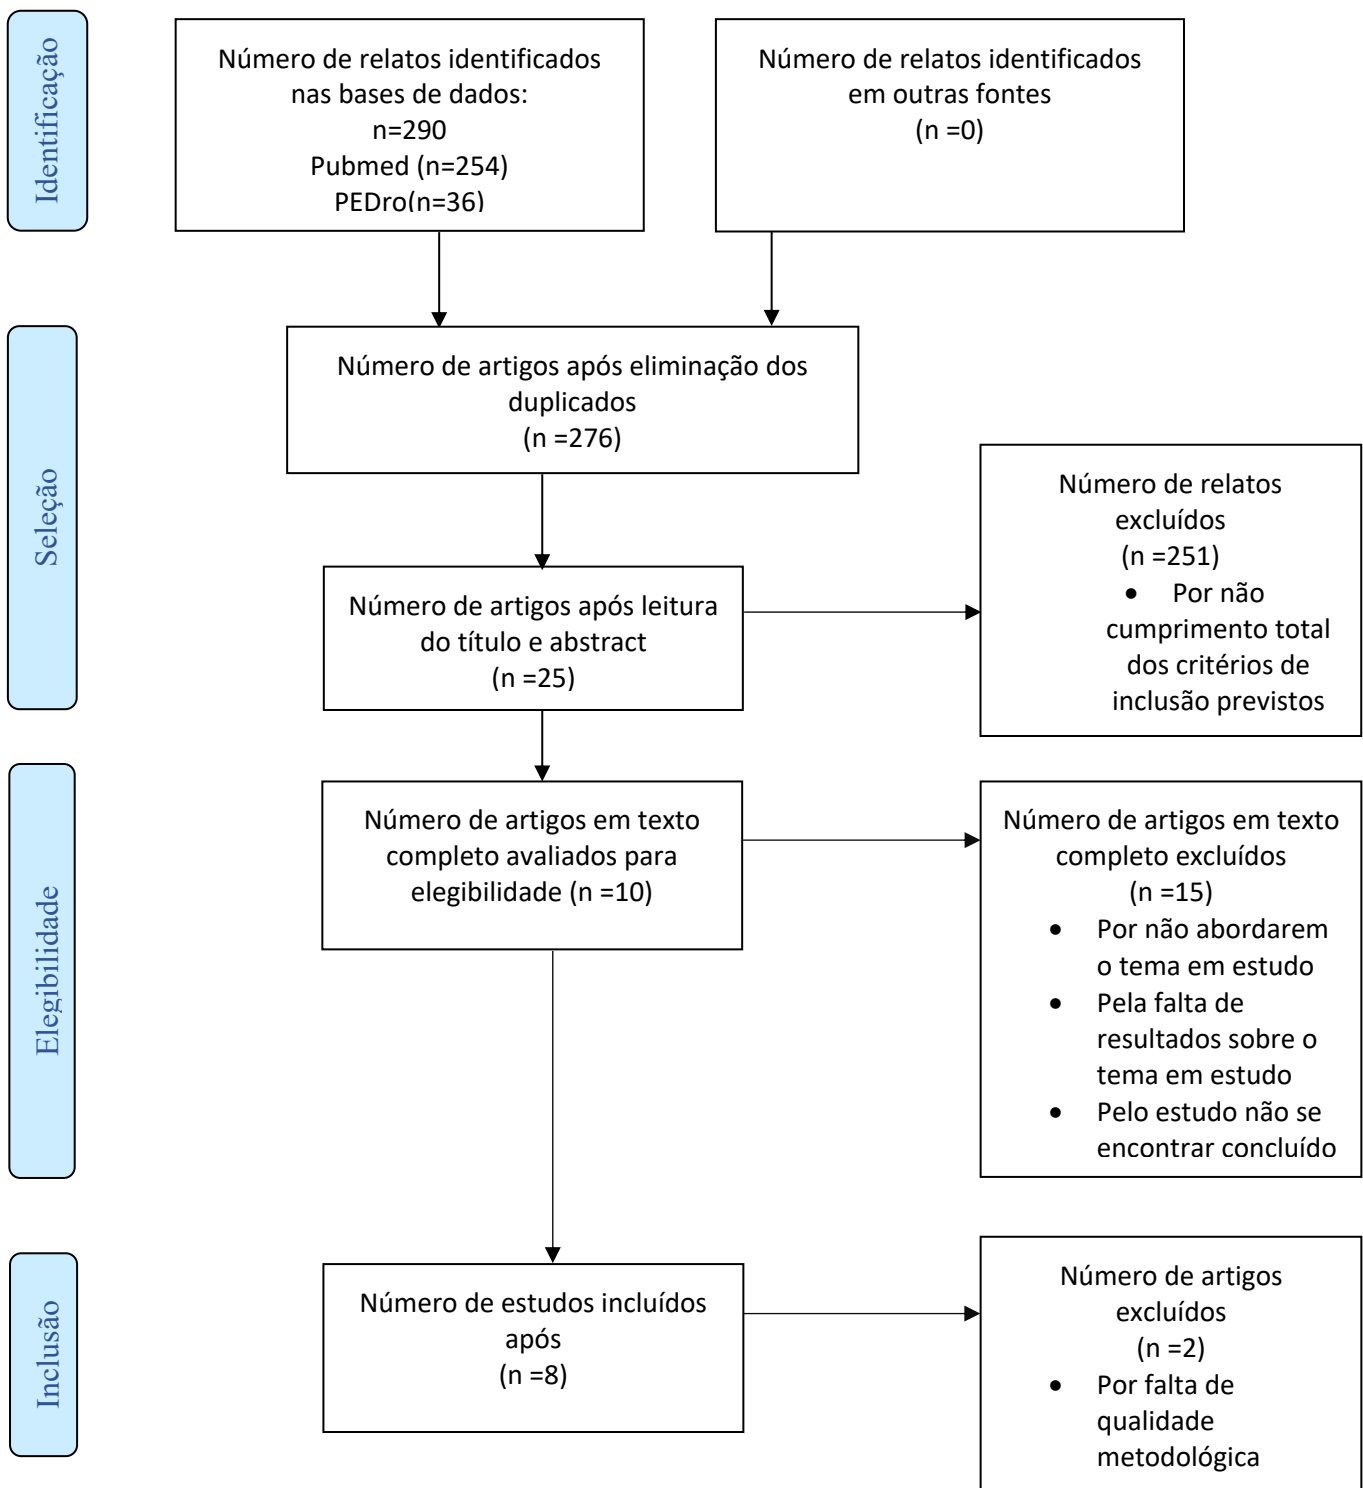 Identificação
Número de relatos identificados
nas bases de dados:
n=290
Pubmed (n=254)
PEDro(n=36)
Número de relatos identificados
em outras fontes
(n =0)
Seleção
Número de artigos após eliminação dos
duplicados
(n =276)
Número de artigos após leitura
do título e abstract
(n =25)
Número de relatos
excluídos
(n =251)
• Por não
cumprimento total
dos critérios de
inclusão previstos
Elegibilidade
Número de artigos em texto
completo avaliados para
elegibilidade (n =10)
Número de artigos em texto
completo excluídos
(n =15)
• Por não abordarem
o tema em estudo
• Pela falta de
resultados sobre o
tema em estudo
• Pelo estudo não se
encontrar concluído
Inclusão
Número de estudos incluídos
após
(n =8)
Número de artigos
excluídos
(n =2)
• Por falta de
qualidade
metodológica